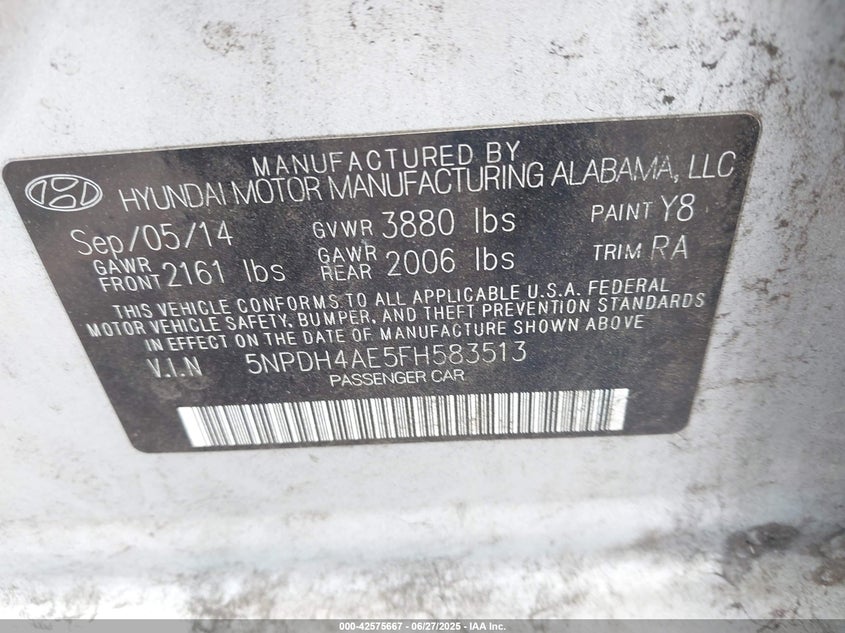 MANUFACTURED BY
HYUNDAI MOTOR MANUFACTURING ALABAMA, LLC
Sep/05/14 GVWR 3880 lbs PAINT Y8
GAWR FRONT 2161 lbs GAWR REAR 2006 lbs TRIM RA
THIS VEHICLE CONFORMS TO ALL APPLICABLE U.S.A. FEDERAL
MOTOR VEHICLE SAFETY, BUMPER, AND THEFT PREVENTION STANDARDS
IN EFFECT ON THE DATE OF MANUFACTURE SHOWN ABOVE
V.I.N 5NPDH4AE5FH583513
PASSENGER CAR
000-42575667 - 06/27/2025 - IAA Inc.